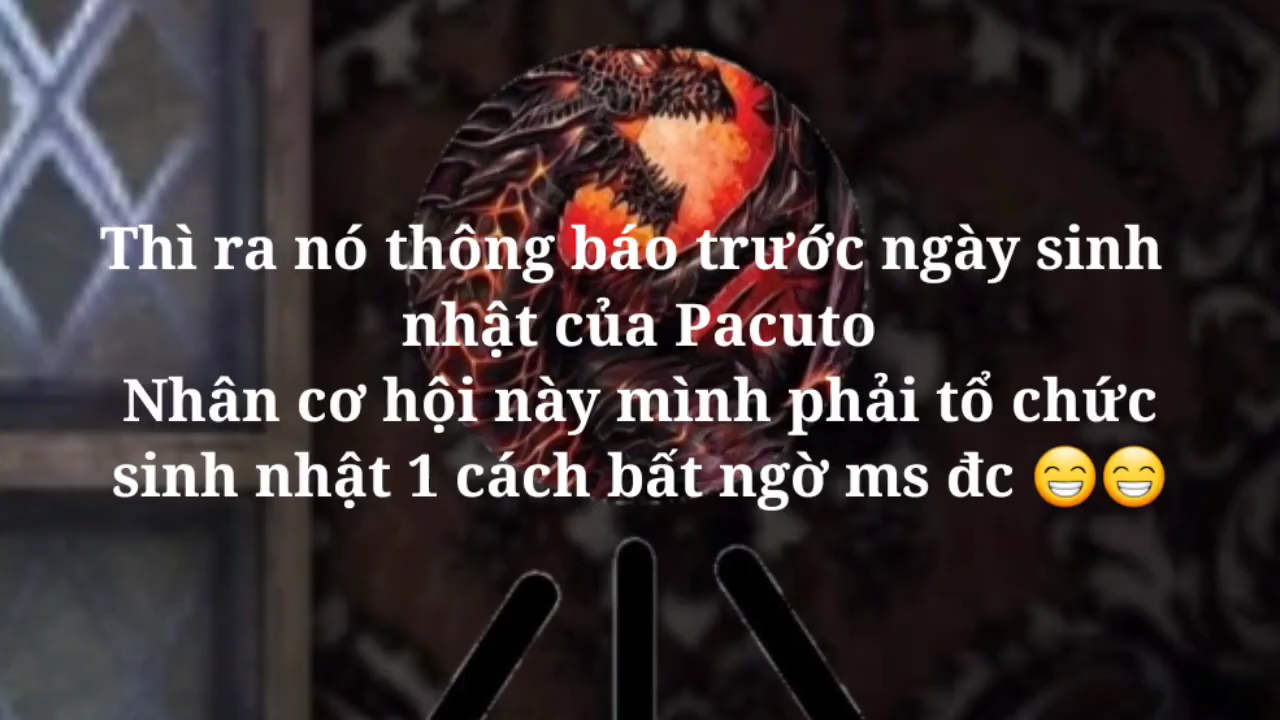 Thì ra nó thông báo trước ngày sinh
nhật của Pacuto
Nhân cơ hội này mình phải tổ chức
sinh nhật 1 cách bất ngờ ms đc 😁😁